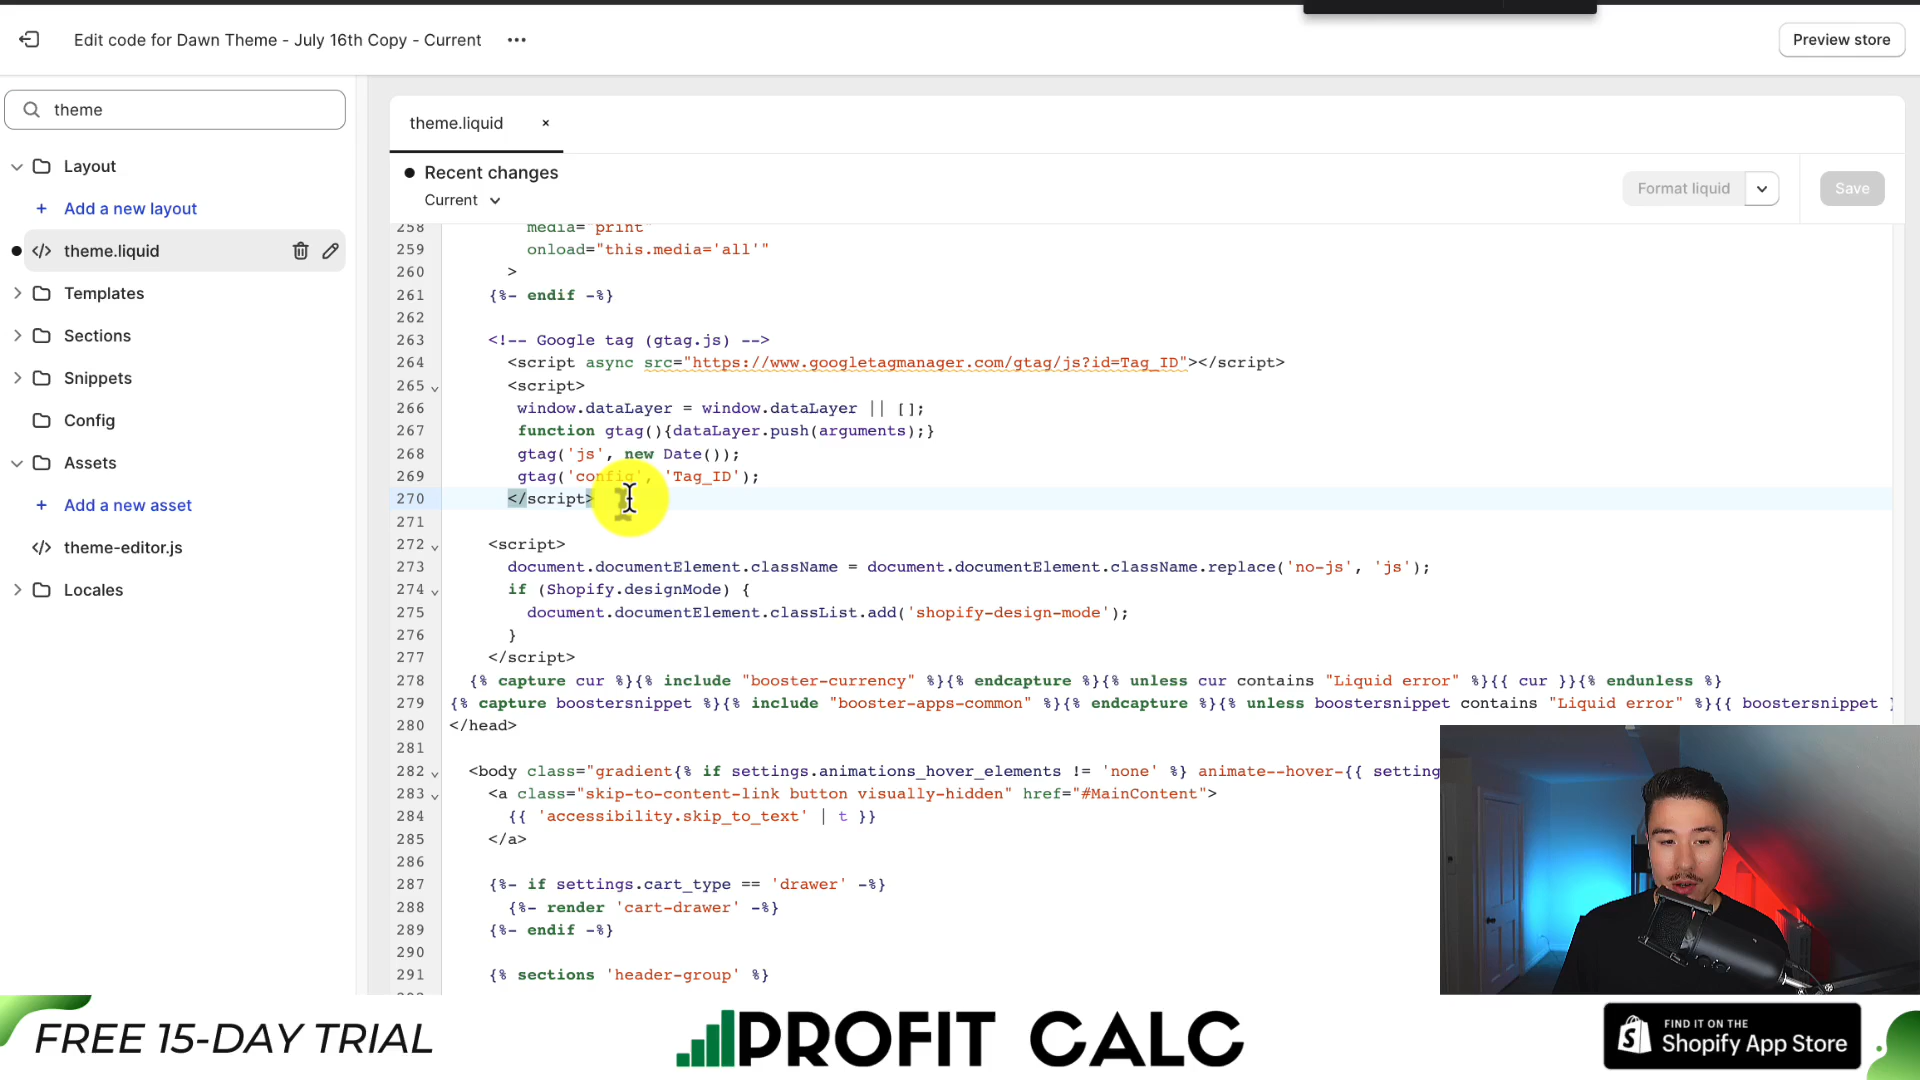 Edit code for Dawn Theme - July 16th Copy - Current
Preview store
theme
Layout
+ Add a new layout
</> theme.liquid
Templates
Sections
Snippets
Config
Assets
+ Add a new asset
</> theme-editor.js
Locales
theme.liquid ×
Recent changes
Current
Format liquid
Save
258 media="print"
259 onload="this.media='all'"
260 >
261 {%- endif -%}
262
263 <!-- Google tag (gtag.js) -->
264 <script async src="https://www.googletagmanager.com/gtag/js?id=Tag_ID"></script>
265 <script>
266 window.dataLayer = window.dataLayer || [];
267 function gtag(){dataLayer.push(arguments);}
268 gtag('js', new Date());
269 gtag('config', 'Tag_ID');
270 </script>
271
272 <script>
273 document.documentElement.className = document.documentElement.className.replace('no-js', 'js');
274 if (Shopify.designMode) {
275 document.documentElement.classList.add('shopify-design-mode');
276 }
277 </script>
278 {% capture cur %}{% include "booster-currency" %}{% endcapture %}{% unless cur contains "Liquid error" %}{{ cur }}{% endunless %}
279 {% capture boostersnippet %}{% include "booster-apps-common" %}{% endcapture %}{% unless boostersnippet contains "Liquid error" %}{{ boostersnippet
280 </head>
281
282 <body class="gradient{% if settings.animations_hover_elements != 'none' %} animate--hover-{{ setting
283 <a class="skip-to-content-link button visually-hidden" href="#MainContent">
284 {{ 'accessibility.skip_to_text' | t }}
285 </a>
286
287 {%- if settings.cart_type == 'drawer' -%}
288 {%- render 'cart-drawer' -%}
289 {%- endif -%}
290
291 {% sections 'header-group' %}
FREE 15-DAY TRIAL
PROFIT CALC
FIND IT ON THE
Shopify App Store